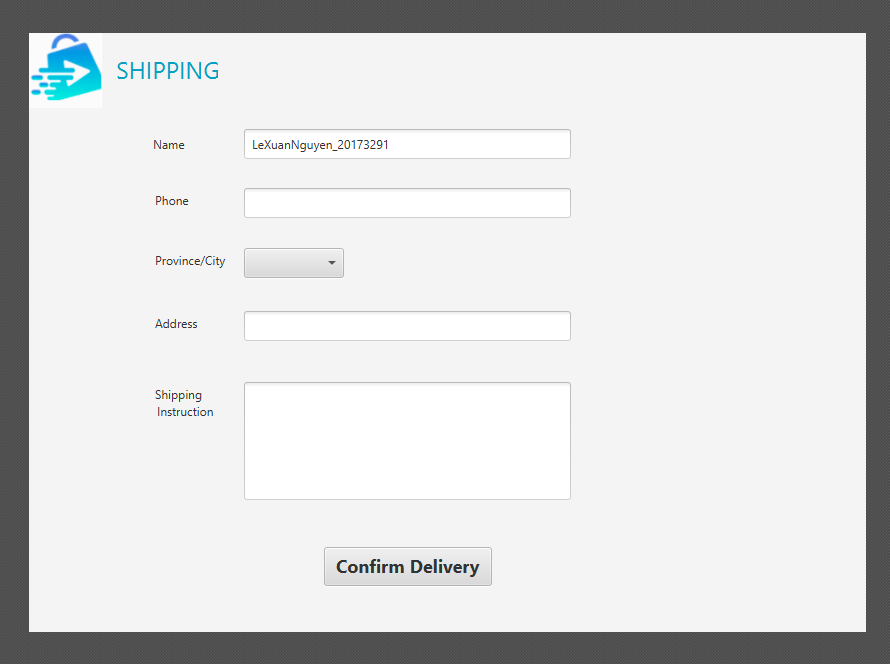 SHIPPING
Name
LeXuanNguyen_20173291
Phone
Province/City
Address
Shipping
Instruction
Confirm Delivery